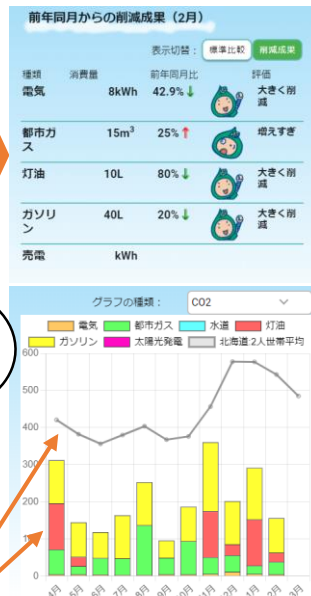 前年同月からの削減成果（2月）
表示切替： 標準比較 削減成果
種類 消費量 前年同月比 評価
電気 8kWh 42.9%↓ 大きく削減
都市ガス 15m³ 25%↑ 増えすぎ
灯油 10L 80%↓ 大きく削減
ガソリン 40L 20%↓ 大きく削減
売電 kWh
グラフの種類： CO2
電気 都市ガス 水道 灯油
ガソリン 太陽光発電 北海道:2人世帯平均
600
500
400
300
200
100
0
4月 5月 6月 7月 8月 9月 10月 11月 12月 1月 2月 3月